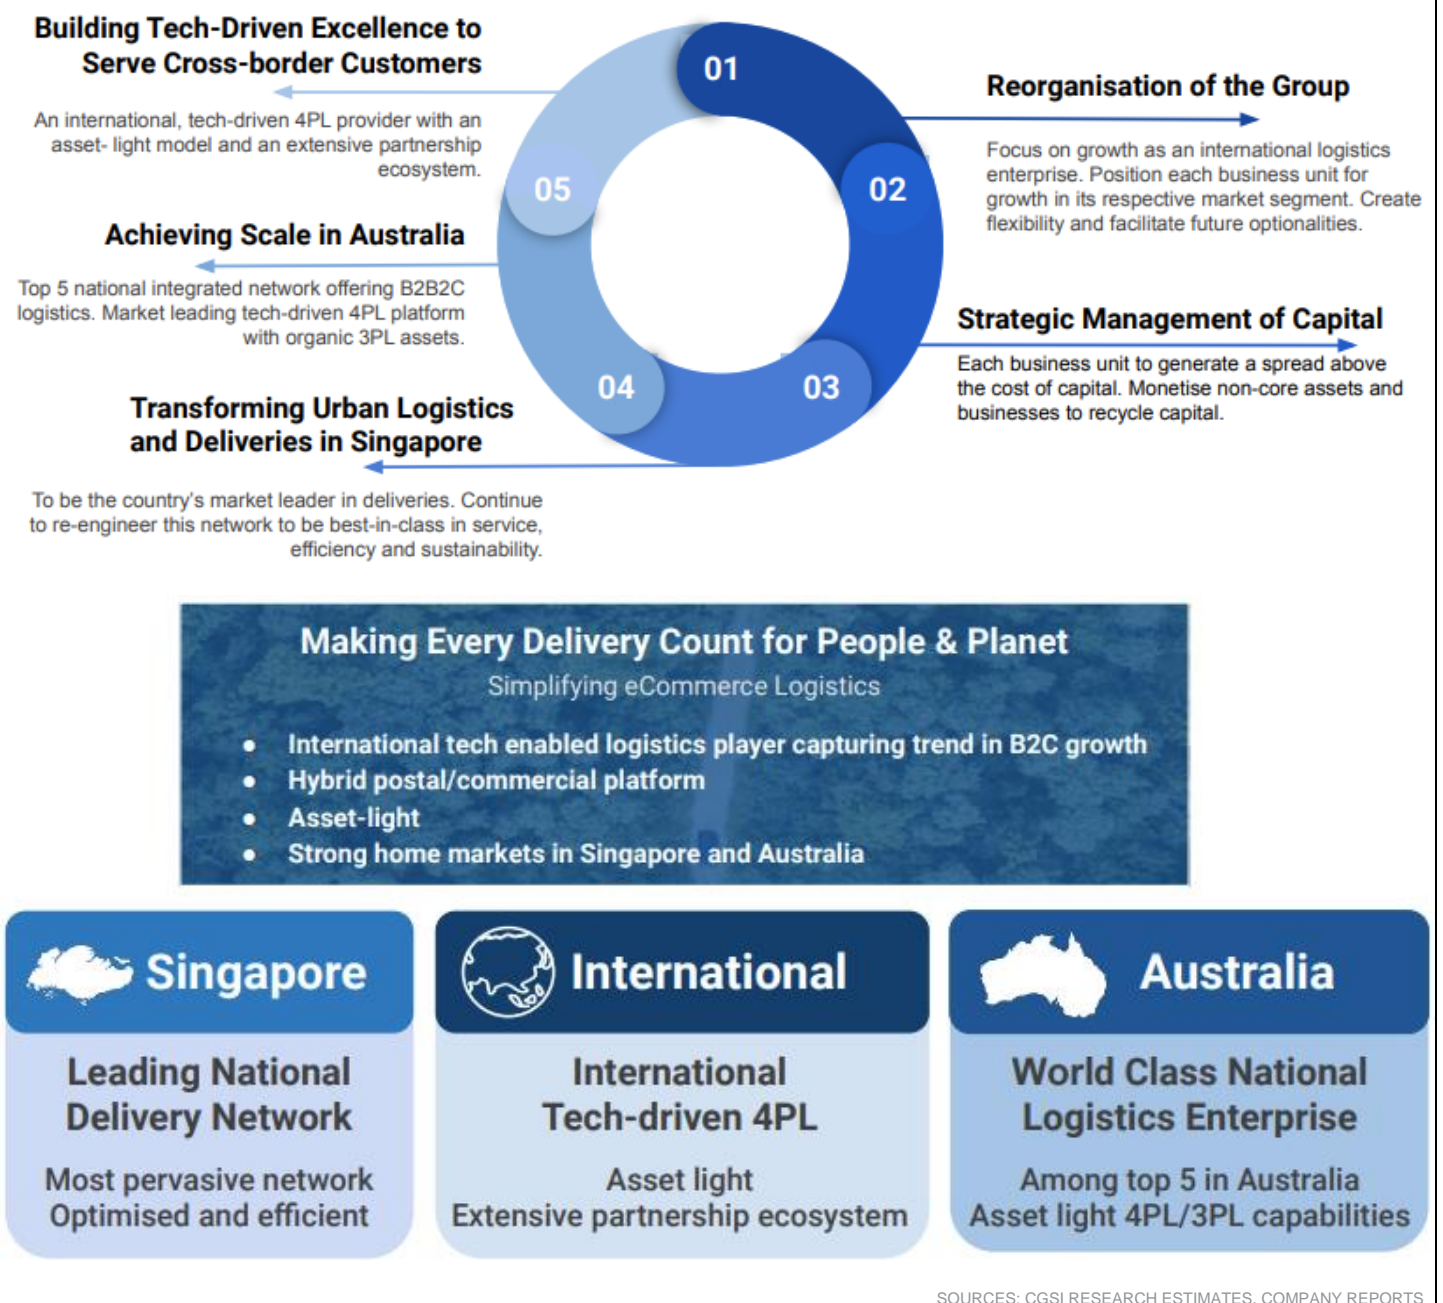 Building Tech-Driven Excellence to
Serve Cross-border Customers
An international, tech-driven 4PL provider with an
asset- light model and an extensive partnership
ecosystem.
Achieving Scale in Australia
Top 5 national integrated network offering B2B2C
logistics. Market leading tech-driven 4PL platform
with organic 3PL assets.
Transforming Urban Logistics
and Deliveries in Singapore
To be the country's market leader in deliveries. Continue
to re-engineer this network to be best-in-class in service,
efficiency and sustainability.
01
02
03
04
05
Reorganisation of the Group
Focus on growth as an international logistics
enterprise. Position each business unit for
growth in its respective market segment. Create
flexibility and facilitate future optionalities.
Strategic Management of Capital
Each business unit to generate a spread above
the cost of capital. Monetise non-core assets and
businesses to recycle capital.
Making Every Delivery Count for People & Planet
Simplifying eCommerce Logistics
● International tech enabled logistics player capturing trend in B2C growth
● Hybrid postal/commercial platform
● Asset-light
● Strong home markets in Singapore and Australia
Singapore
Leading National
Delivery Network
Most pervasive network
Optimised and efficient
International
International
Tech-driven 4PL
Asset light
Extensive partnership ecosystem
Australia
World Class National
Logistics Enterprise
Among top 5 in Australia
Asset light 4PL/3PL capabilities
SOURCES: CGSI RESEARCH ESTIMATES, COMPANY REPORTS